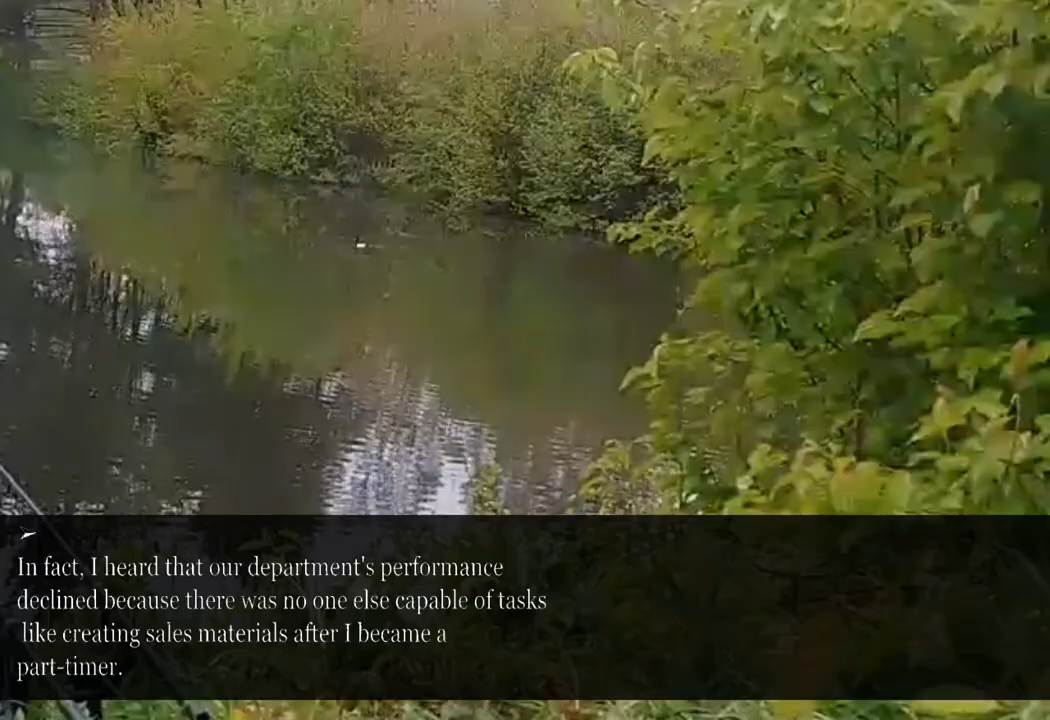 ➢
In fact, I heard that our department's performance
declined because there was no one else capable of tasks
like creating sales materials after I became a
part-timer.